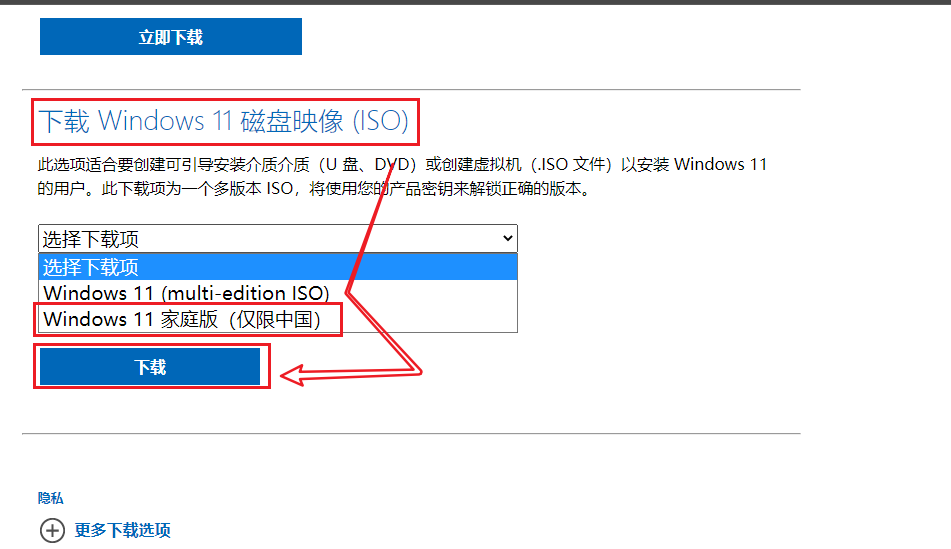 立即下载
下载 Windows 11 磁盘映像 (ISO)
此选项适合要创建可引导安装介质介质（U 盘、DVD）或创建虚拟机（.ISO 文件）以安装 Windows 11
的用户。此下载项为一个多版本 ISO，将使用您的产品密钥来解锁正确的版本。
选择下载项
选择下载项
Windows 11 (multi-edition ISO)
Windows 11 家庭版（仅限中国）
下载
隐私
更多下载选项